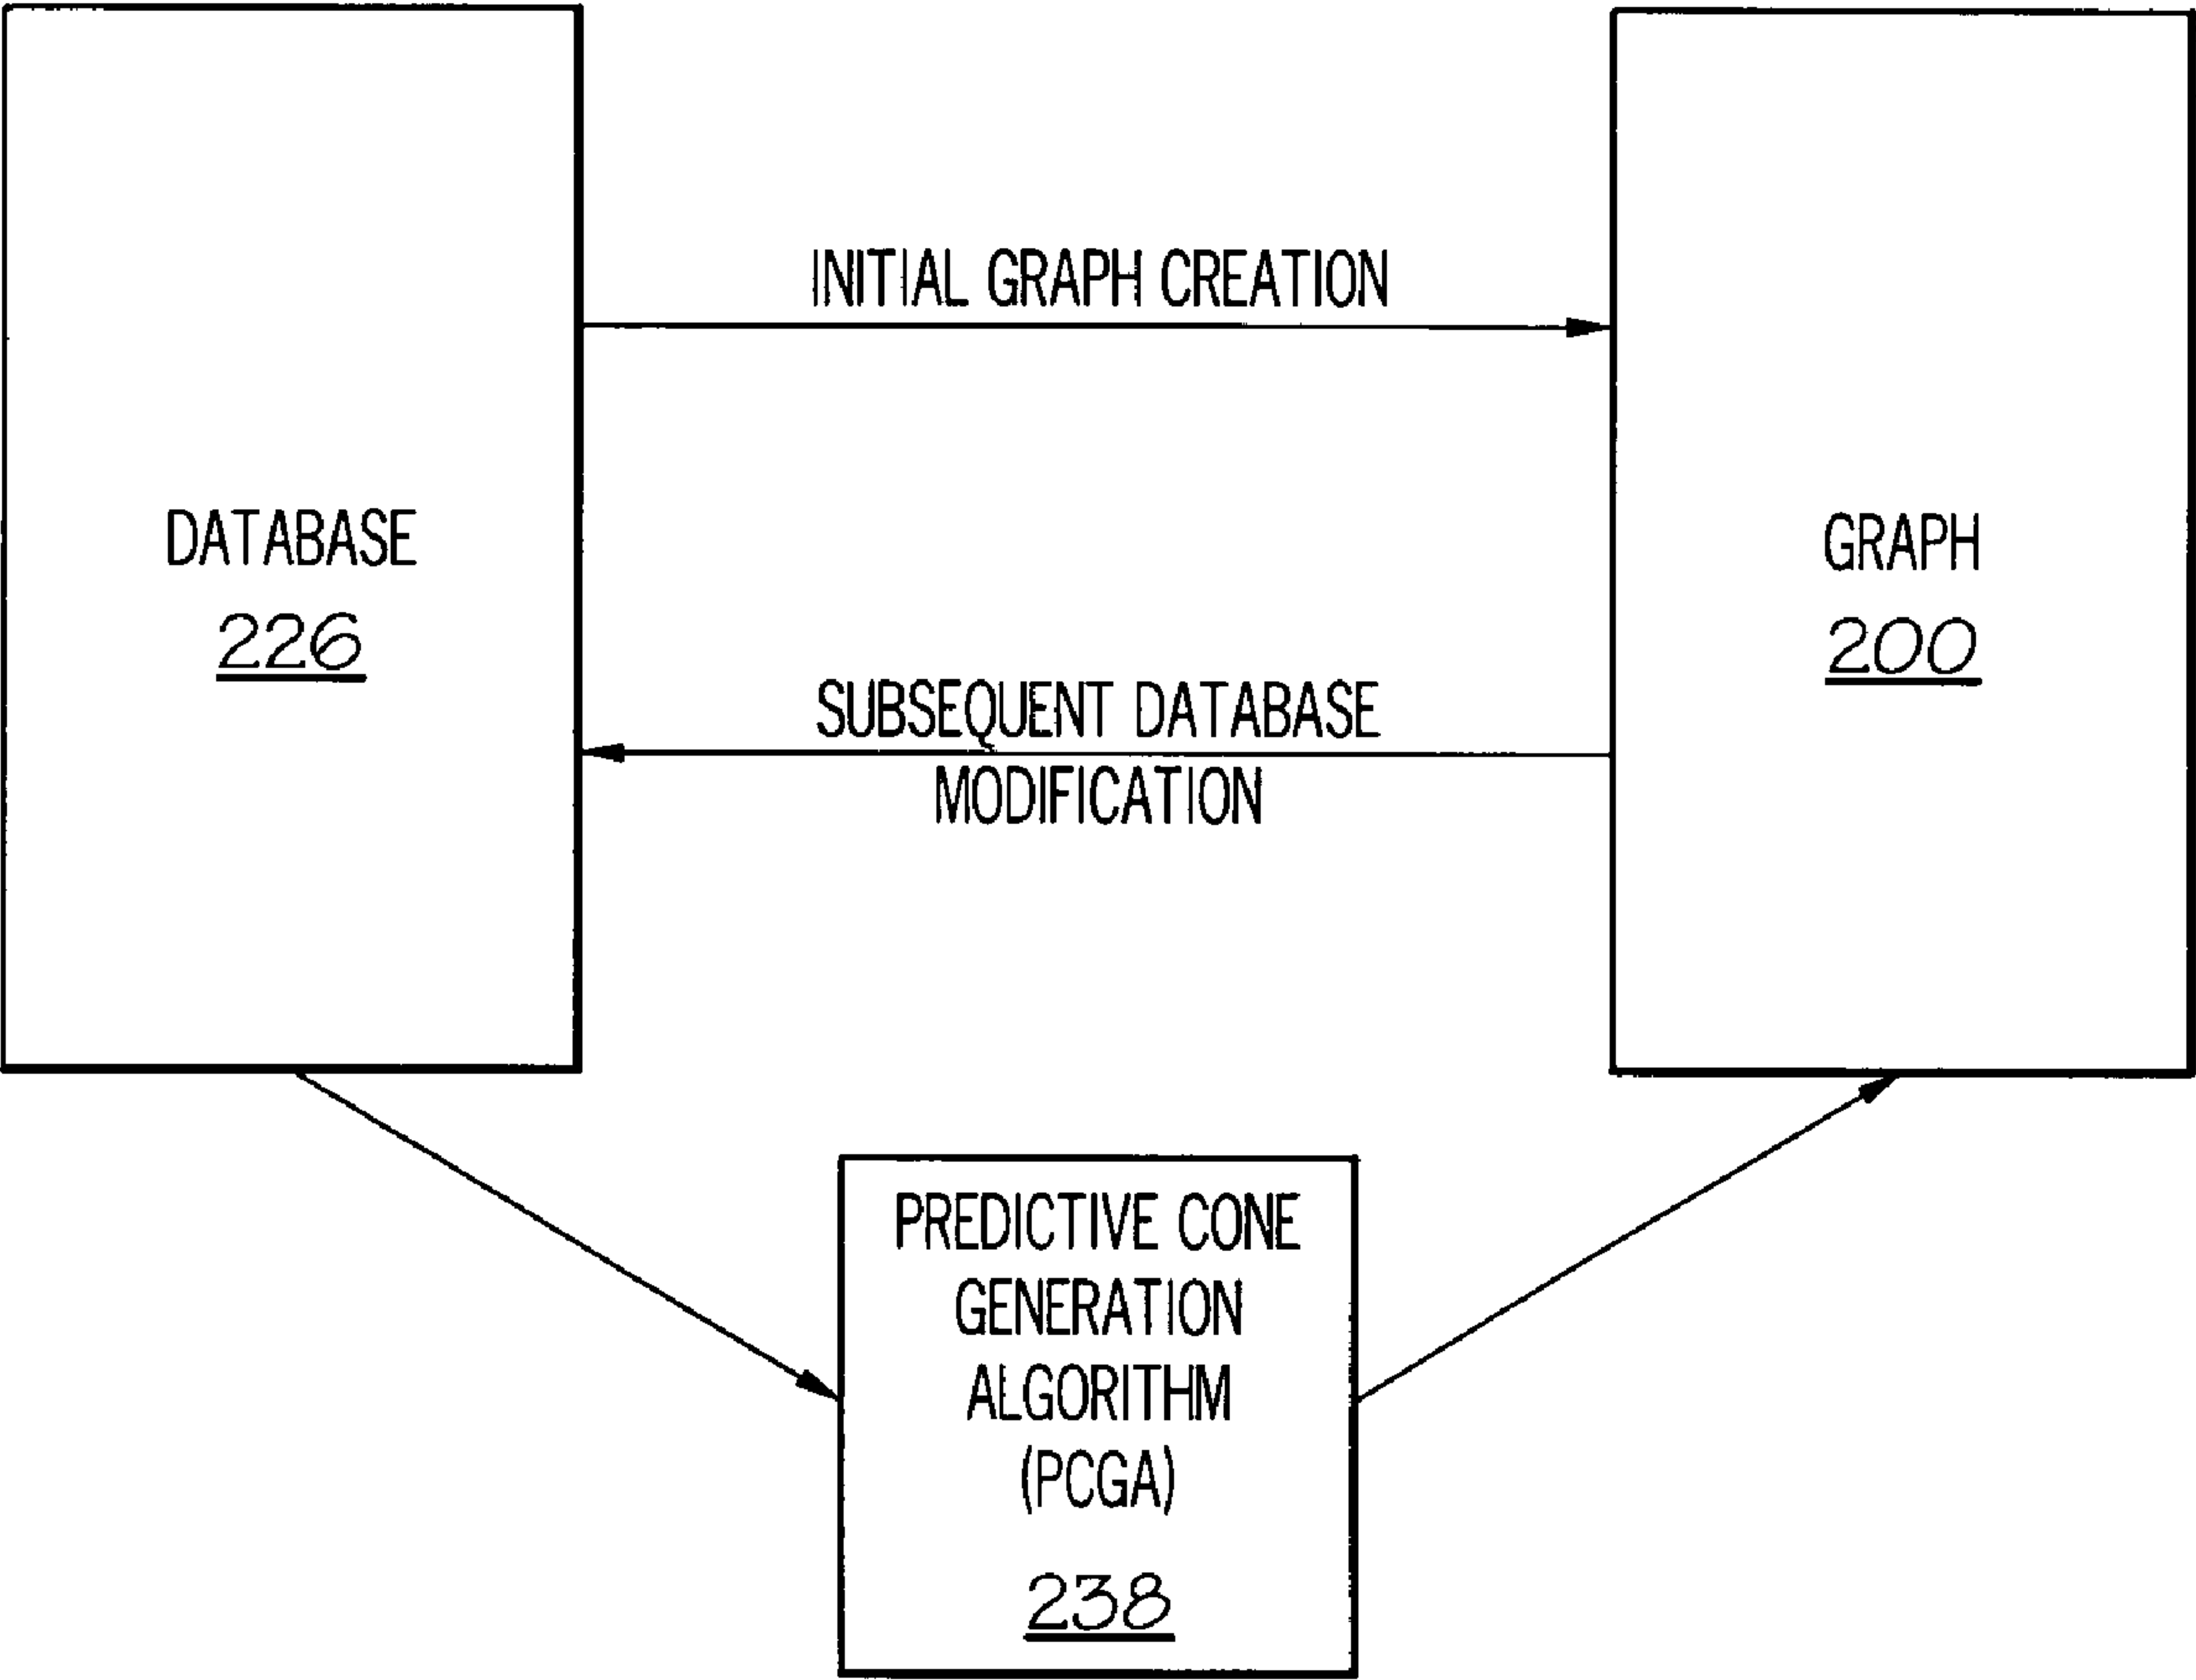 INITIAL GRAPH CREATION
DATABASE
226
GRAPH
200
SUBSEQUENT DATABASE
MODIFICATION
PREDICTIVE CONE
GENERATION
ALGORITHM
(PCGA)
238